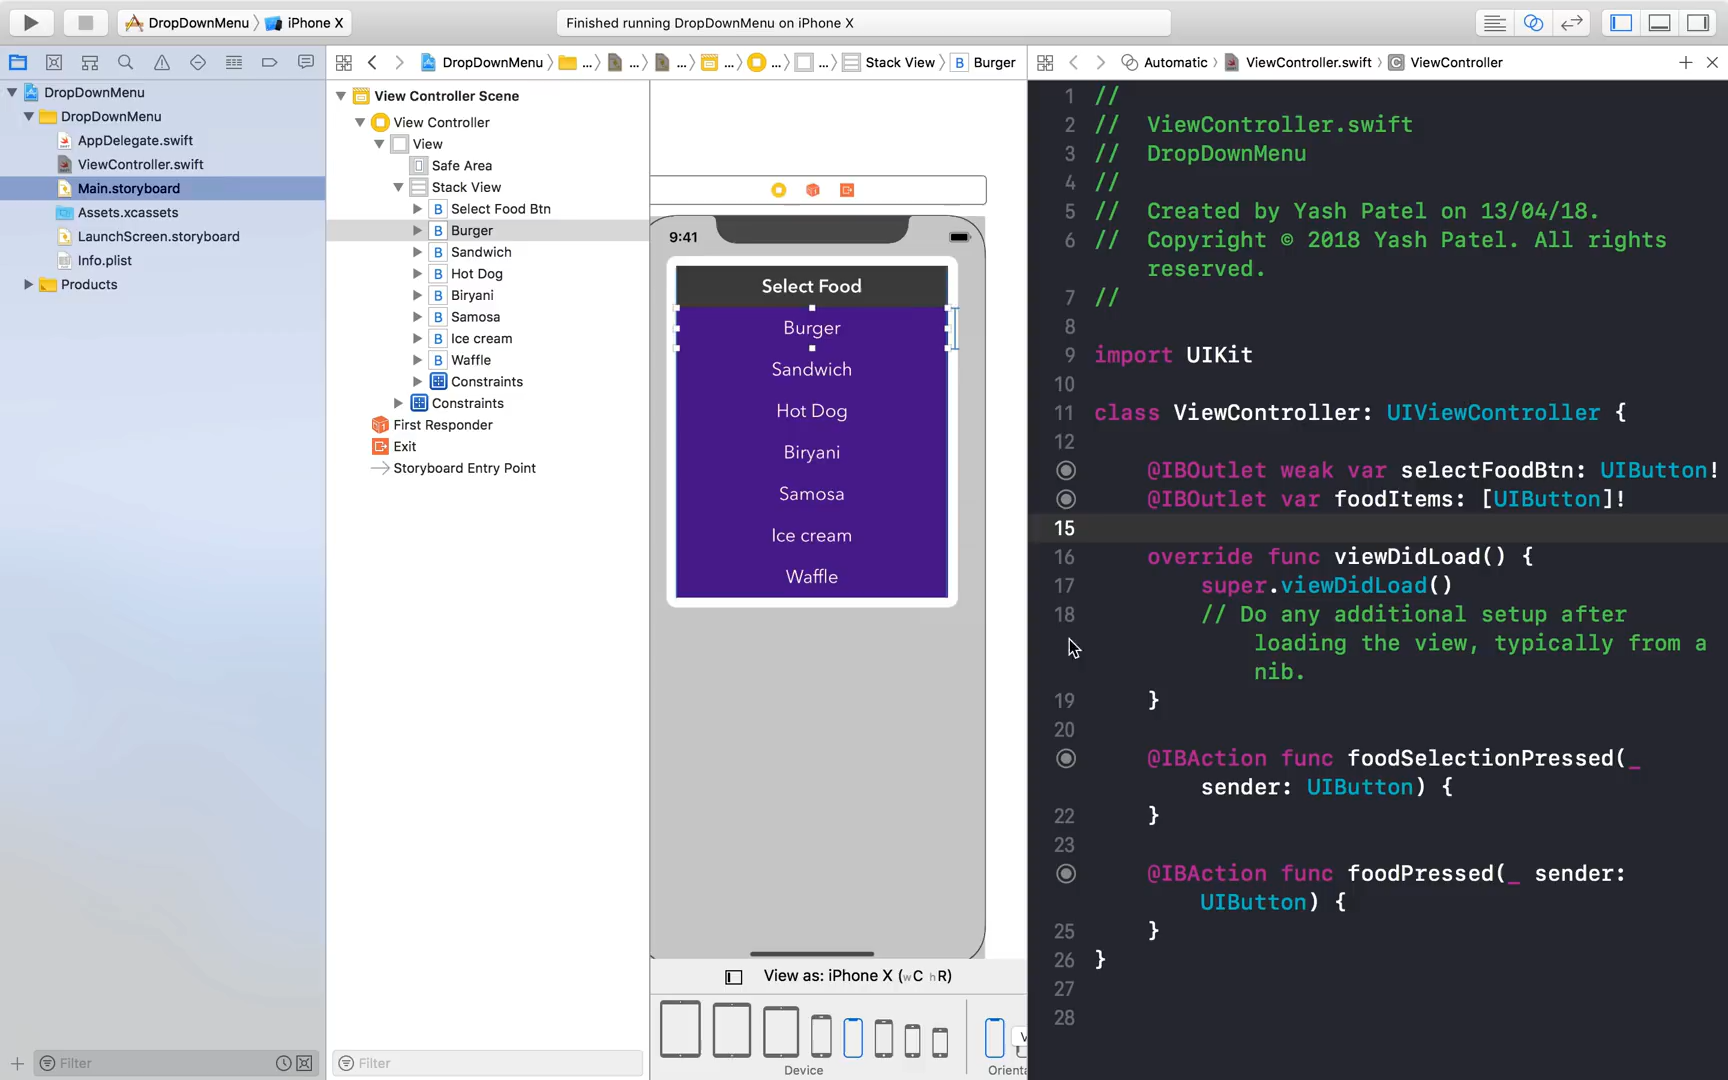 DropDownMenu
iPhone X
Finished running DropDownMenu on iPhone X
DropDownMenu
...
...
...
...
...
...
Stack View
B
Burger
Automatic
ViewController.swift
C
ViewController
DropDownMenu
DropDownMenu
AppDelegate.swift
ViewController.swift
Main.storyboard
Assets.xcassets
LaunchScreen.storyboard
Info.plist
Products
Filter
View Controller Scene
View Controller
View
Safe Area
Stack View
B Select Food Btn
B Burger
B Sandwich
B Hot Dog
B Biryani
B Samosa
B Ice cream
B Waffle
Constraints
Constraints
First Responder
Exit
Storyboard Entry Point
Filter
9:41
Select Food
Burger
Sandwich
Hot Dog
Biryani
Samosa
Ice cream
Waffle
View as: iPhone X (wC hR)
Device
Orienta
1 //
2 // ViewController.swift
3 // DropDownMenu
4 //
5 // Created by Yash Patel on 13/04/18.
6 // Copyright © 2018 Yash Patel. All rights
reserved.
7 //
8
9 import UIKit
10
11 class ViewController: UIViewController {
12
@IBOutlet weak var selectFoodBtn: UIButton!
@IBOutlet var foodItems: [UIButton]!
15
16 override func viewDidLoad() {
17 super.viewDidLoad()
18 // Do any additional setup after
loading the view, typically from a
nib.
19 }
20
@IBAction func foodSelectionPressed(_
sender: UIButton) {
22 }
23
@IBAction func foodPressed(_ sender:
UIButton) {
25 }
26 }
27
28